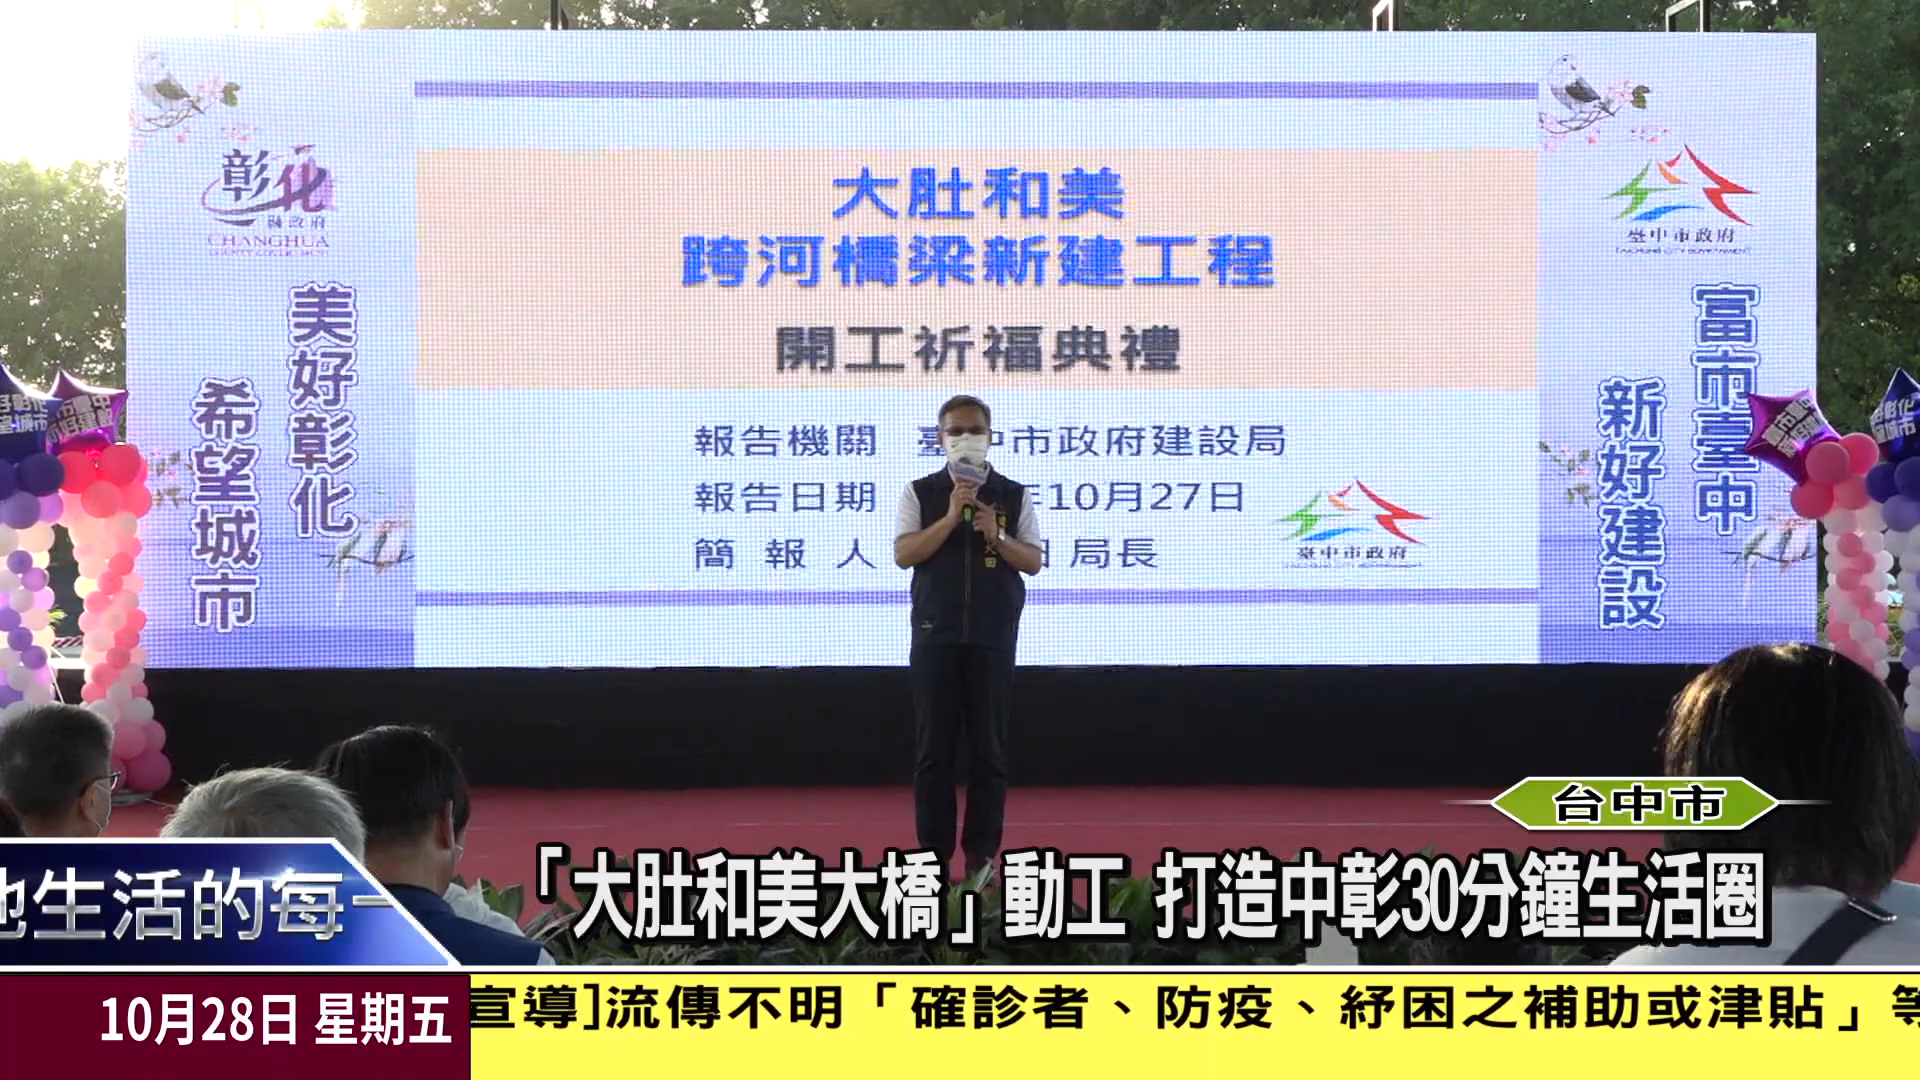 彰化
縣政府
CHANGHUA
美好彰化
希望城市
大肚和美
跨河橋梁新建工程
開工祈福典禮
報告機關 臺中市政府建設局
報告日期 年10月27日
簡報人 田局長
臺中市政府
臺中市政府
富市臺中
新好建設
台中市
「大肚和美大橋」動工 打造中彰30分鐘生活圈
生活的每一
10月28日 星期五
宣導]流傳不明「確診者、防疫、紓困之補助或津貼」等